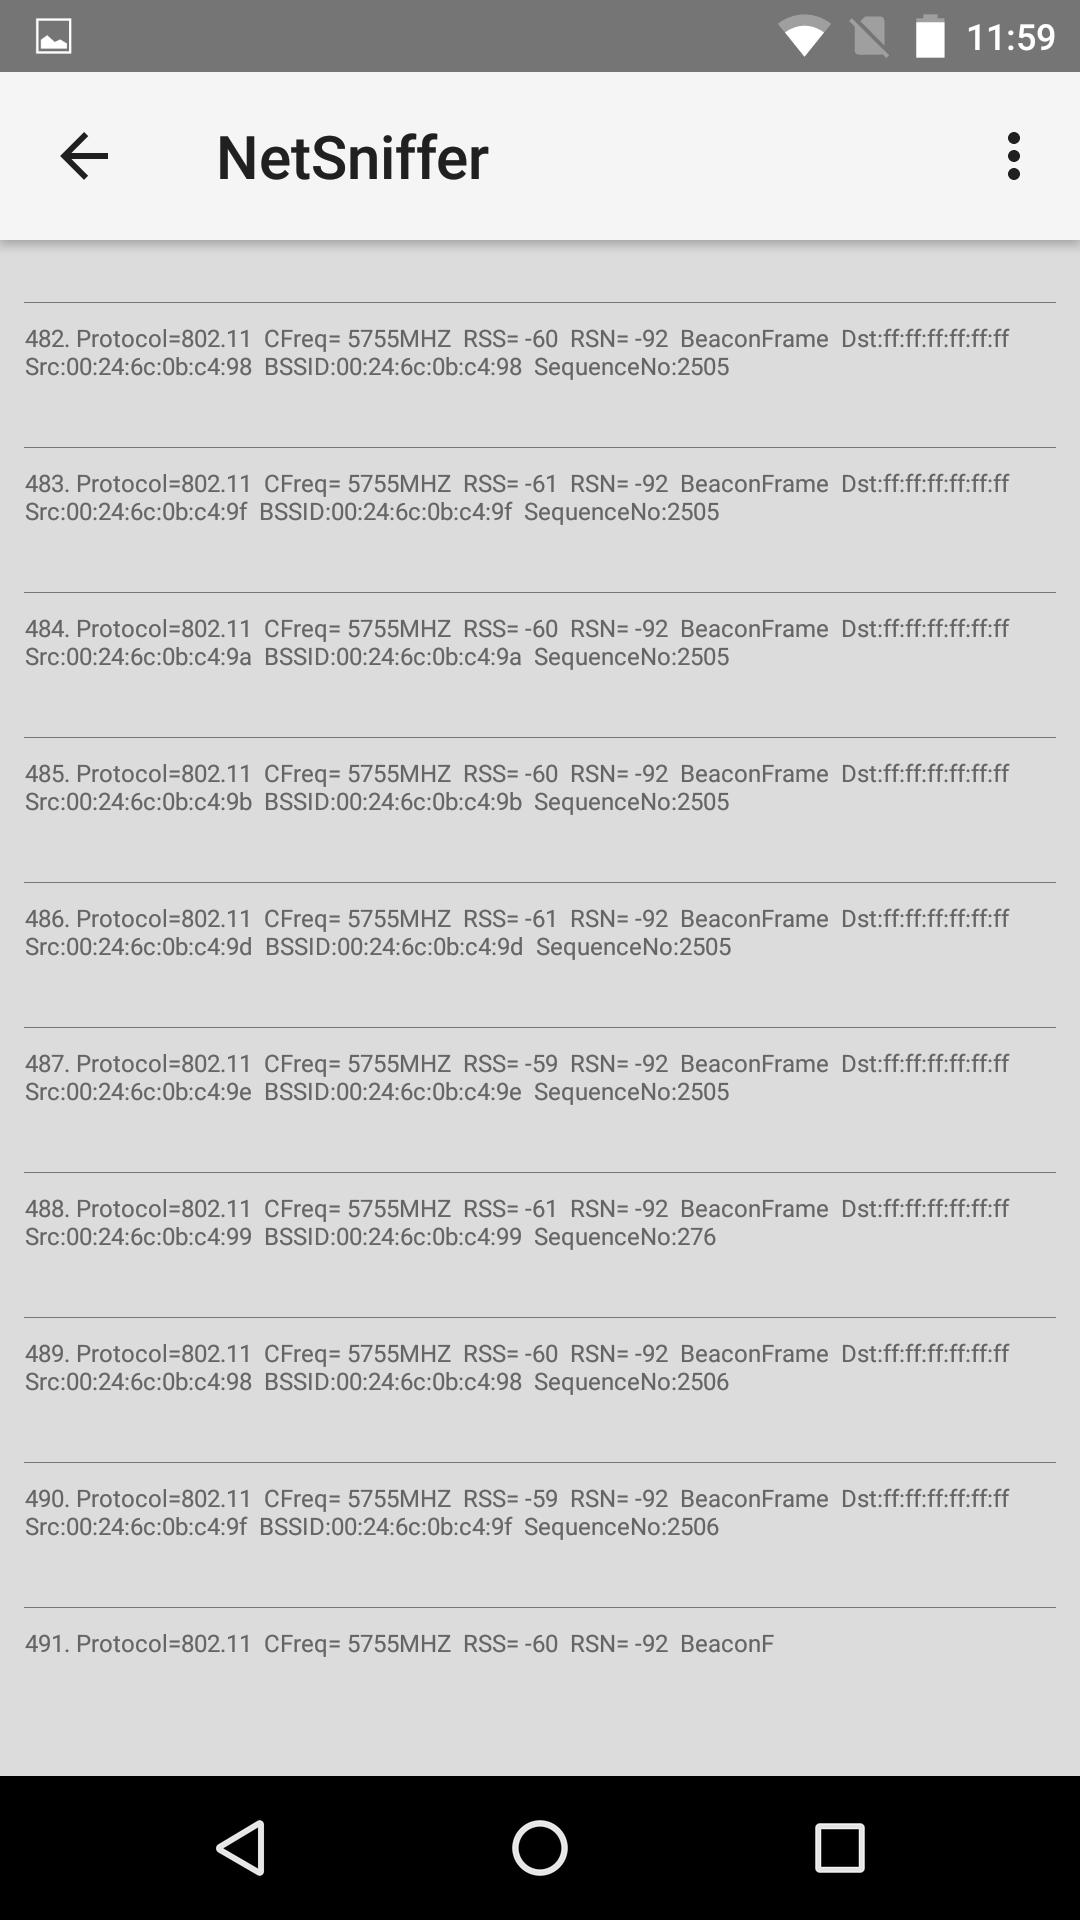 11:59
NetSniffer
482. Protocol=802.11  CFreq= 5755MHZ  RSS= -60  RSN= -92  BeaconFrame  Dst:ff:ff:ff:ff:ff:ff
Src:00:24:6c:0b:c4:98  BSSID:00:24:6c:0b:c4:98  SequenceNo:2505
483. Protocol=802.11  CFreq= 5755MHZ  RSS= -61  RSN= -92  BeaconFrame  Dst:ff:ff:ff:ff:ff:ff
Src:00:24:6c:0b:c4:9f  BSSID:00:24:6c:0b:c4:9f  SequenceNo:2505
484. Protocol=802.11  CFreq= 5755MHZ  RSS= -60  RSN= -92  BeaconFrame  Dst:ff:ff:ff:ff:ff:ff
Src:00:24:6c:0b:c4:9a  BSSID:00:24:6c:0b:c4:9a  SequenceNo:2505
485. Protocol=802.11  CFreq= 5755MHZ  RSS= -60  RSN= -92  BeaconFrame  Dst:ff:ff:ff:ff:ff:ff
Src:00:24:6c:0b:c4:9b  BSSID:00:24:6c:0b:c4:9b  SequenceNo:2505
486. Protocol=802.11  CFreq= 5755MHZ  RSS= -61  RSN= -92  BeaconFrame  Dst:ff:ff:ff:ff:ff:ff
Src:00:24:6c:0b:c4:9d  BSSID:00:24:6c:0b:c4:9d  SequenceNo:2505
487. Protocol=802.11  CFreq= 5755MHZ  RSS= -59  RSN= -92  BeaconFrame  Dst:ff:ff:ff:ff:ff:ff
Src:00:24:6c:0b:c4:9e  BSSID:00:24:6c:0b:c4:9e  SequenceNo:2505
488. Protocol=802.11  CFreq= 5755MHZ  RSS= -61  RSN= -92  BeaconFrame  Dst:ff:ff:ff:ff:ff:ff
Src:00:24:6c:0b:c4:99  BSSID:00:24:6c:0b:c4:99  SequenceNo:276
489. Protocol=802.11  CFreq= 5755MHZ  RSS= -60  RSN= -92  BeaconFrame  Dst:ff:ff:ff:ff:ff:ff
Src:00:24:6c:0b:c4:98  BSSID:00:24:6c:0b:c4:98  SequenceNo:2506
490. Protocol=802.11  CFreq= 5755MHZ  RSS= -59  RSN= -92  BeaconFrame  Dst:ff:ff:ff:ff:ff:ff
Src:00:24:6c:0b:c4:9f  BSSID:00:24:6c:0b:c4:9f  SequenceNo:2506
491. Protocol=802.11  CFreq= 5755MHZ  RSS= -60  RSN= -92  BeaconF